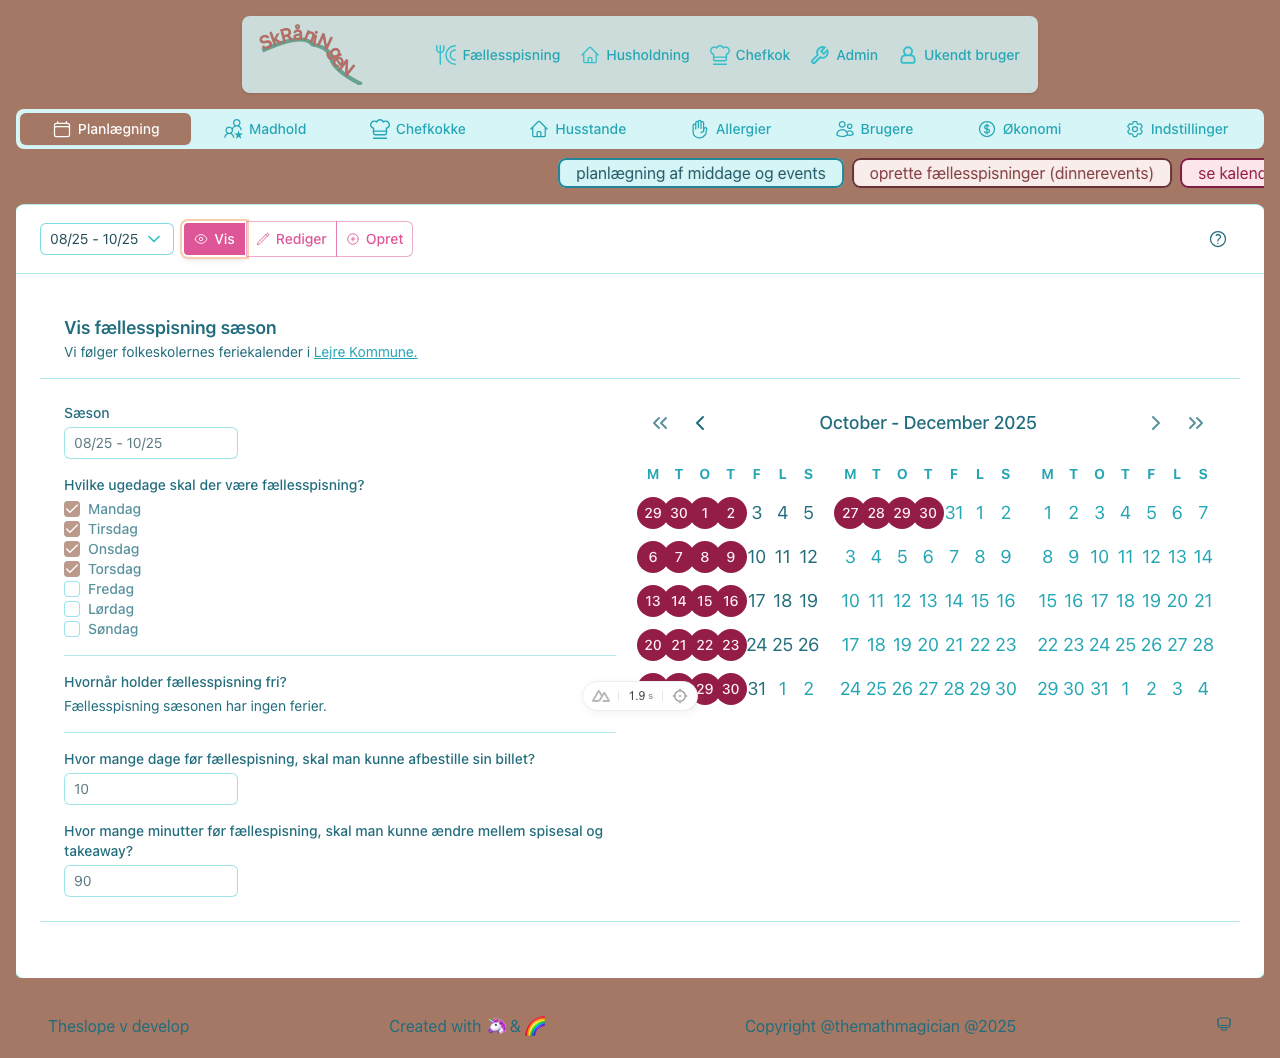 SkRåniNgeN
Fællesspisning Husholdning Chefkok Admin Ukendt bruger
Planlægning Madhold Chefkokke Husstande Allergier Brugere Økonomi Indstillinger
planlægning af middage og events oprette fællesspisninger (dinnerevents) se kalend
08/25 - 10/25 Vis Rediger Opret
Vis fællesspisning sæson
Vi følger folkeskolernes feriekalender i Lejre Kommune.
Sæson
08/25 - 10/25
Hvilke ugedage skal der være fællesspisning?
Mandag
Tirsdag
Onsdag
Torsdag
Fredag
Lørdag
Søndag
Hvornår holder fællesspisning fri?
Fællesspisning sæsonen har ingen ferier.
Hvor mange dage før fællespisning, skal man kunne afbestille sin billet?
10
Hvor mange minutter før fællespisning, skal man kunne ændre mellem spisesal og
takeaway?
90
October - December 2025
M T O T F L S M T O T F L S M T O T F L S
29 30 1 2 3 4 5 27 28 29 30 31 1 2 1 2 3 4 5 6 7
6 7 8 9 10 11 12 3 4 5 6 7 8 9 8 9 10 11 12 13 14
13 14 15 16 17 18 19 10 11 12 13 14 15 16 15 16 17 18 19 20 21
20 21 22 23 24 25 26 17 18 19 20 21 22 23 22 23 24 25 26 27 28
29 30 31 1 2 24 25 26 27 28 29 30 29 30 31 1 2 3 4
1.9 s
Theslope v develop Created with 🦄 & 🌈 Copyright @themathmagician @2025